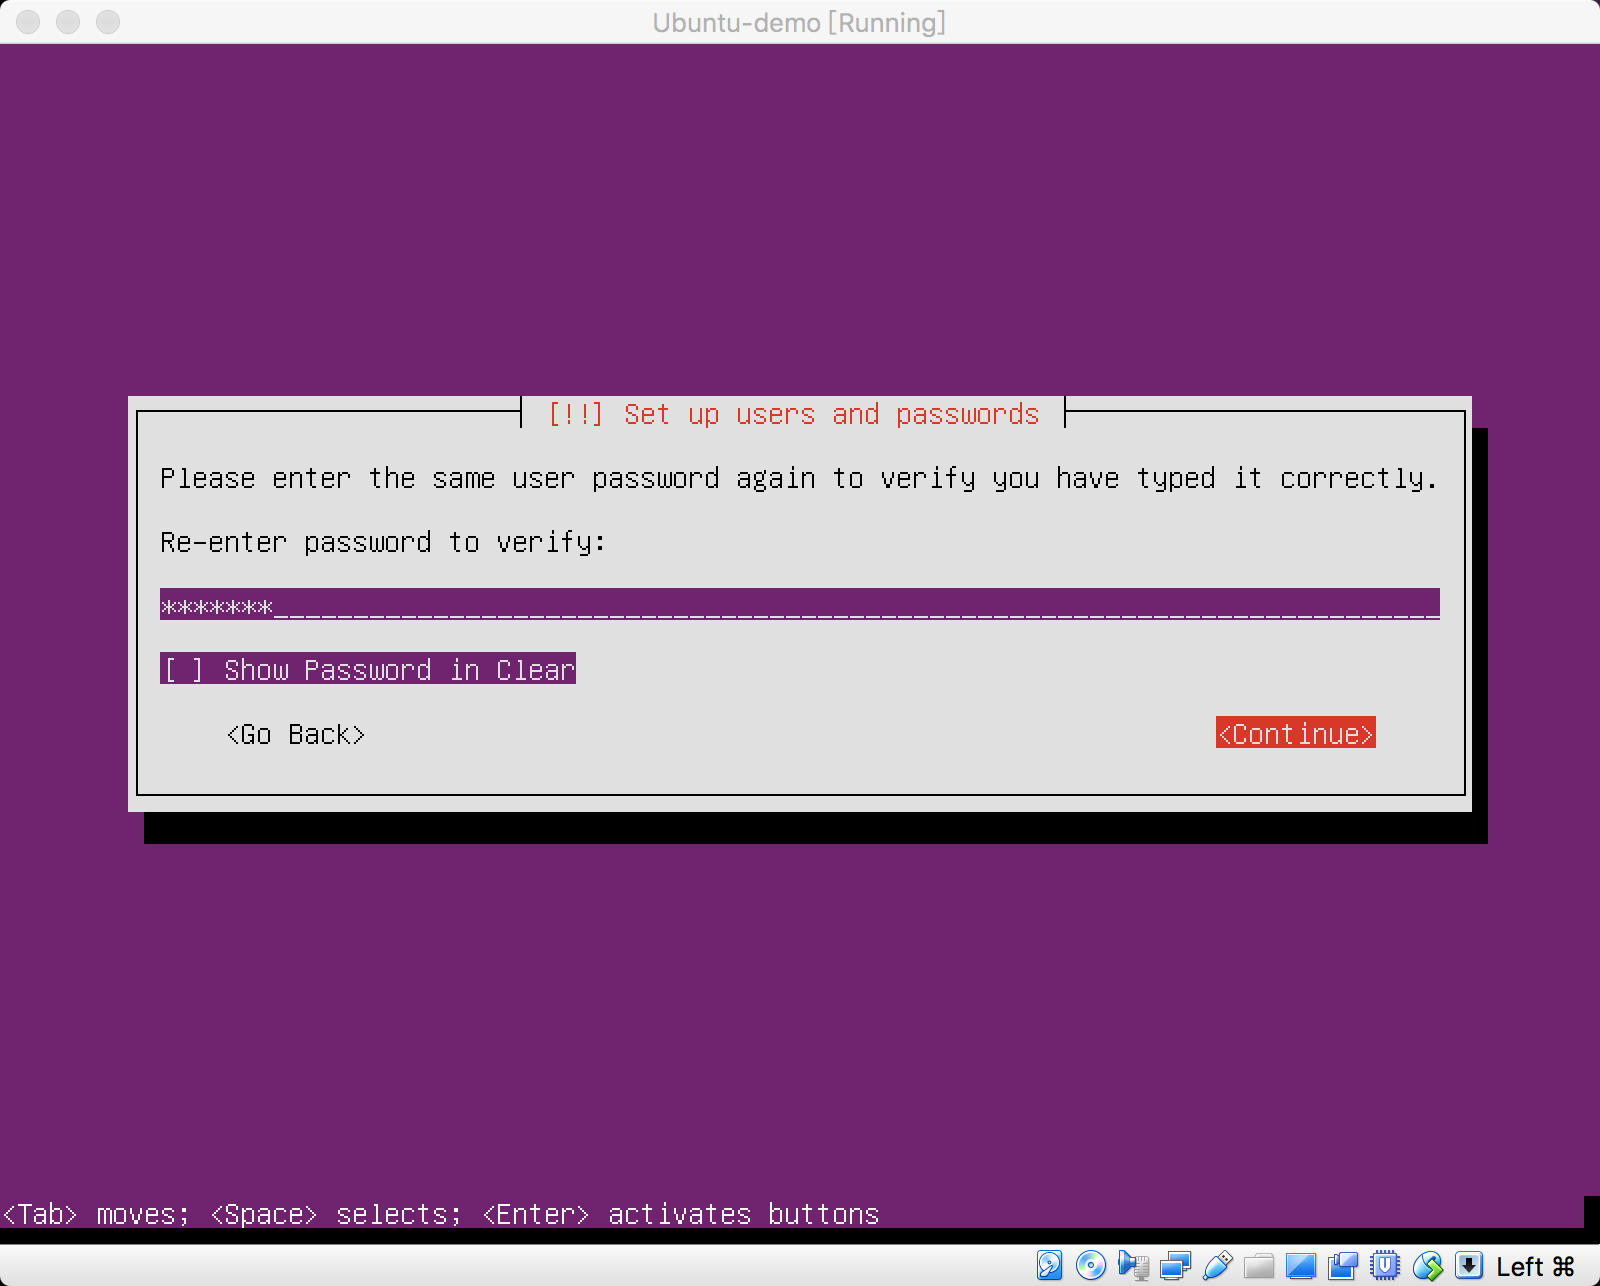 Ubuntu-demo [Running]
[!!] Set up users and passwords
Please enter the same user password again to verify you have typed it correctly.
Re-enter password to verify:
*******_________________________________________________________________________
[ ] Show Password in Clear
<Go Back> <Continue>
<Tab> moves; <Space> selects; <Enter> activates buttons
Left ⌘